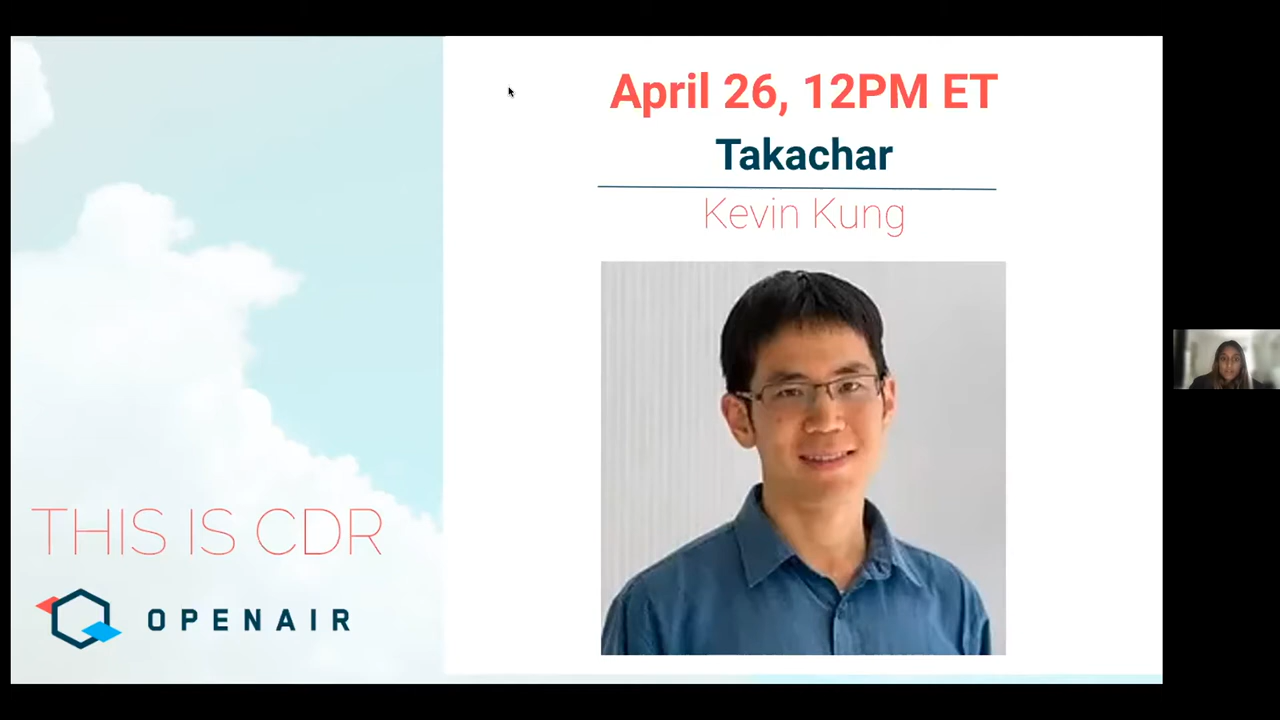 April 26, 12PM ET
Takachar
Kevin Kung
THIS IS CDR
OPENAIR